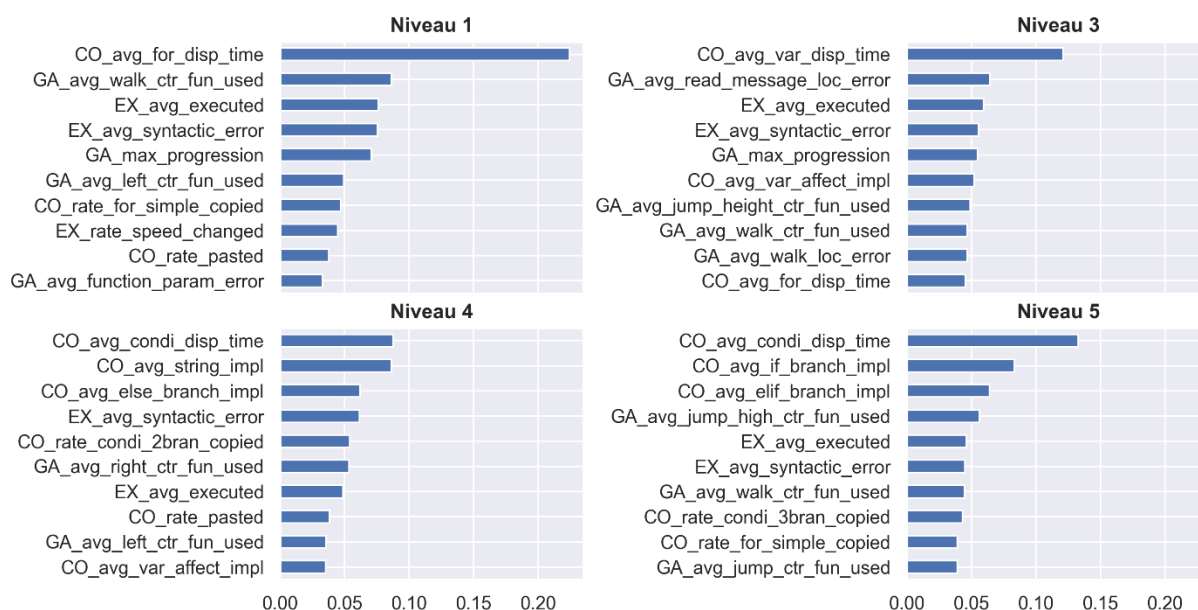 Niveau 1
CO_avg_for_disp_time
GA_avg_walk_ctr_fun_used
EX_avg_executed
EX_avg_syntactic_error
GA_max_progression
GA_avg_left_ctr_fun_used
CO_rate_for_simple_copied
EX_rate_speed_changed
CO_rate_pasted
GA_avg_function_param_error
Niveau 3
CO_avg_var_disp_time
GA_avg_read_message_loc_error
EX_avg_executed
EX_avg_syntactic_error
GA_max_progression
CO_avg_var_affect_impl
GA_avg_jump_height_ctr_fun_used
GA_avg_walk_ctr_fun_used
GA_avg_walk_loc_error
CO_avg_for_disp_time
Niveau 4
CO_avg_condi_disp_time
CO_avg_string_impl
CO_avg_else_branch_impl
EX_avg_syntactic_error
CO_rate_condi_2bran_copied
GA_avg_right_ctr_fun_used
EX_avg_executed
CO_rate_pasted
GA_avg_left_ctr_fun_used
CO_avg_var_affect_impl
0.00 0.05 0.10 0.15 0.20
Niveau 5
CO_avg_condi_disp_time
CO_avg_if_branch_impl
CO_avg_elif_branch_impl
GA_avg_jump_high_ctr_fun_used
EX_avg_executed
EX_avg_syntactic_error
GA_avg_walk_ctr_fun_used
CO_rate_condi_3bran_copied
CO_rate_for_simple_copied
GA_avg_jump_ctr_fun_used
0.00 0.05 0.10 0.15 0.20